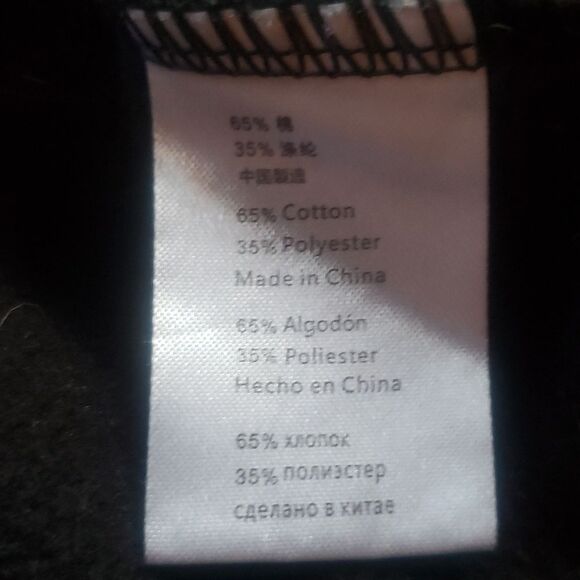 65% 棉
35% 涤纶
中国製造
65% Cotton
35% Polyester
Made in China
65% Algodón
35% Poliester
Hecho en China
65% хлопок
35% полиэстер
сделано в китае